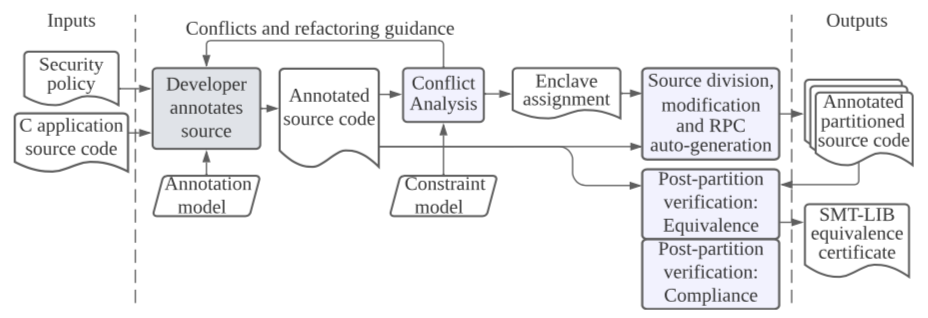 Inputs
Outputs
Conflicts and refactoring guidance
Security
policy
C application
source code
Developer
annotates
source
Annotation
model
Annotated
source code
Conflict
Analysis
Constraint
model
Enclave
assignment
Source division,
modification
and RPC
auto-generation
Annotated
partitioned
source code
Post-partition
verification:
Equivalence
Post-partition
verification:
Compliance
SMT-LIB
equivalence
certificate